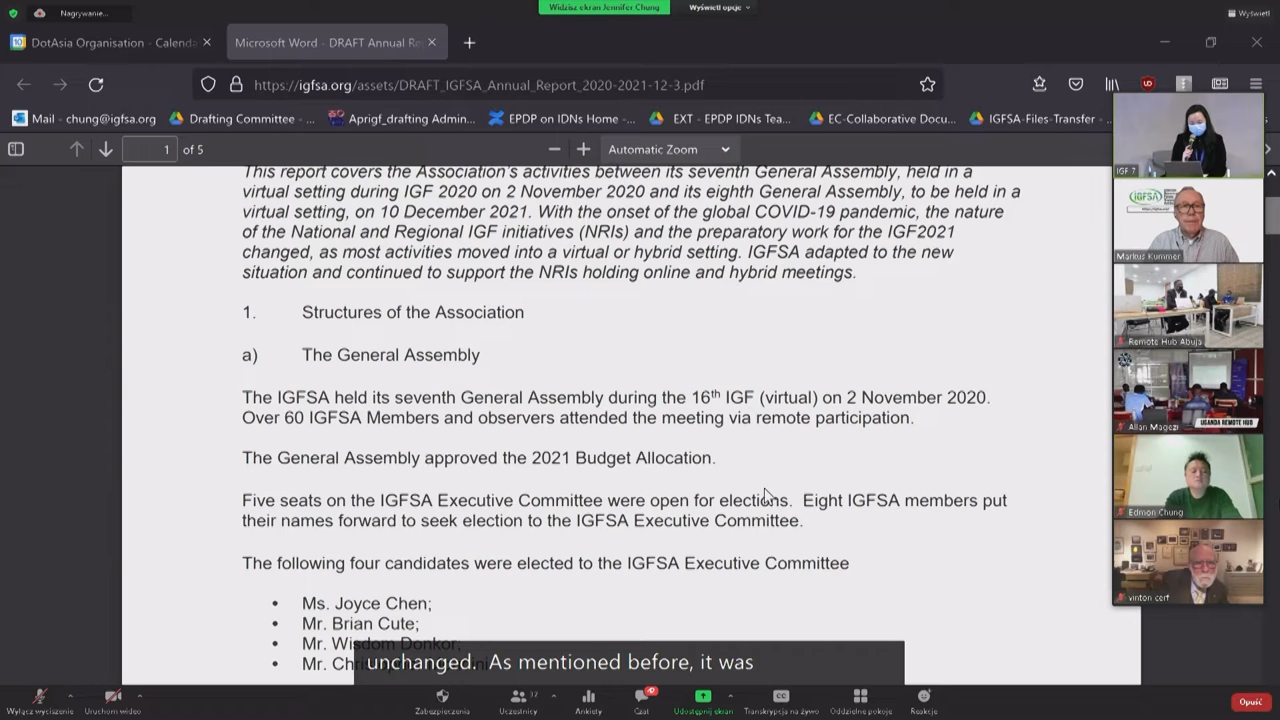 Nagrywanie...
Widzisz ekran Jennifer Chung
Wyświetl opcje
Wyświetl
DotAsia Organisation - Calenda
Microsoft Word - DRAFT Annual Re
https://igfsa.org/assets/DRAFT_IGFSA_Annual_Report_2020-2021-12-3.pdf
Mail - chung@igfsa.org
Drafting Committee - ...
Aprigf_drafting Admin...
EPDP on IDNs Home -...
EXT - EPDP IDNs Tea...
EC-Collaborative Docu...
IGFSA-Files-Transfer -...
1 of 5
Automatic Zoom
This report covers the Association's activities between its seventh General Assembly, held in a
virtual setting during IGF 2020 on 2 November 2020 and its eighth General Assembly, to be held in a
virtual setting, on 10 December 2021. With the onset of the global COVID-19 pandemic, the nature
of the National and Regional IGF initiatives (NRIs) and the preparatory work for the IGF2021
changed, as most activities moved into a virtual or hybrid setting. IGFSA adapted to the new
situation and continued to support the NRIs holding online and hybrid meetings.
1. Structures of the Association
a) The General Assembly
The IGFSA held its seventh General Assembly during the 16th IGF (virtual) on 2 November 2020.
Over 60 IGFSA Members and observers attended the meeting via remote participation.
The General Assembly approved the 2021 Budget Allocation.
Five seats on the IGFSA Executive Committee were open for elections. Eight IGFSA members put
their names forward to seek election to the IGFSA Executive Committee.
The following four candidates were elected to the IGFSA Executive Committee
• Ms. Joyce Chen;
• Mr. Brian Cute;
• Mr. Wisdom Donkor;
• Mr.
unchanged. As mentioned before, it was
IGF 7
IGFSA
Markus Kummer
Remote Hub Abuja
Allan Magezi
UGANDA REMOTE HUB
Edmon Chung
vinton cerf
Wyłącz wyciszenie
Uruchom wideo
Zabezpieczenia
Uczestnicy
Ankiety
Czat
Udostępnij ekran
Transkrypcja na żywo
Oddzielne pokoje
Reakcje
Opuść